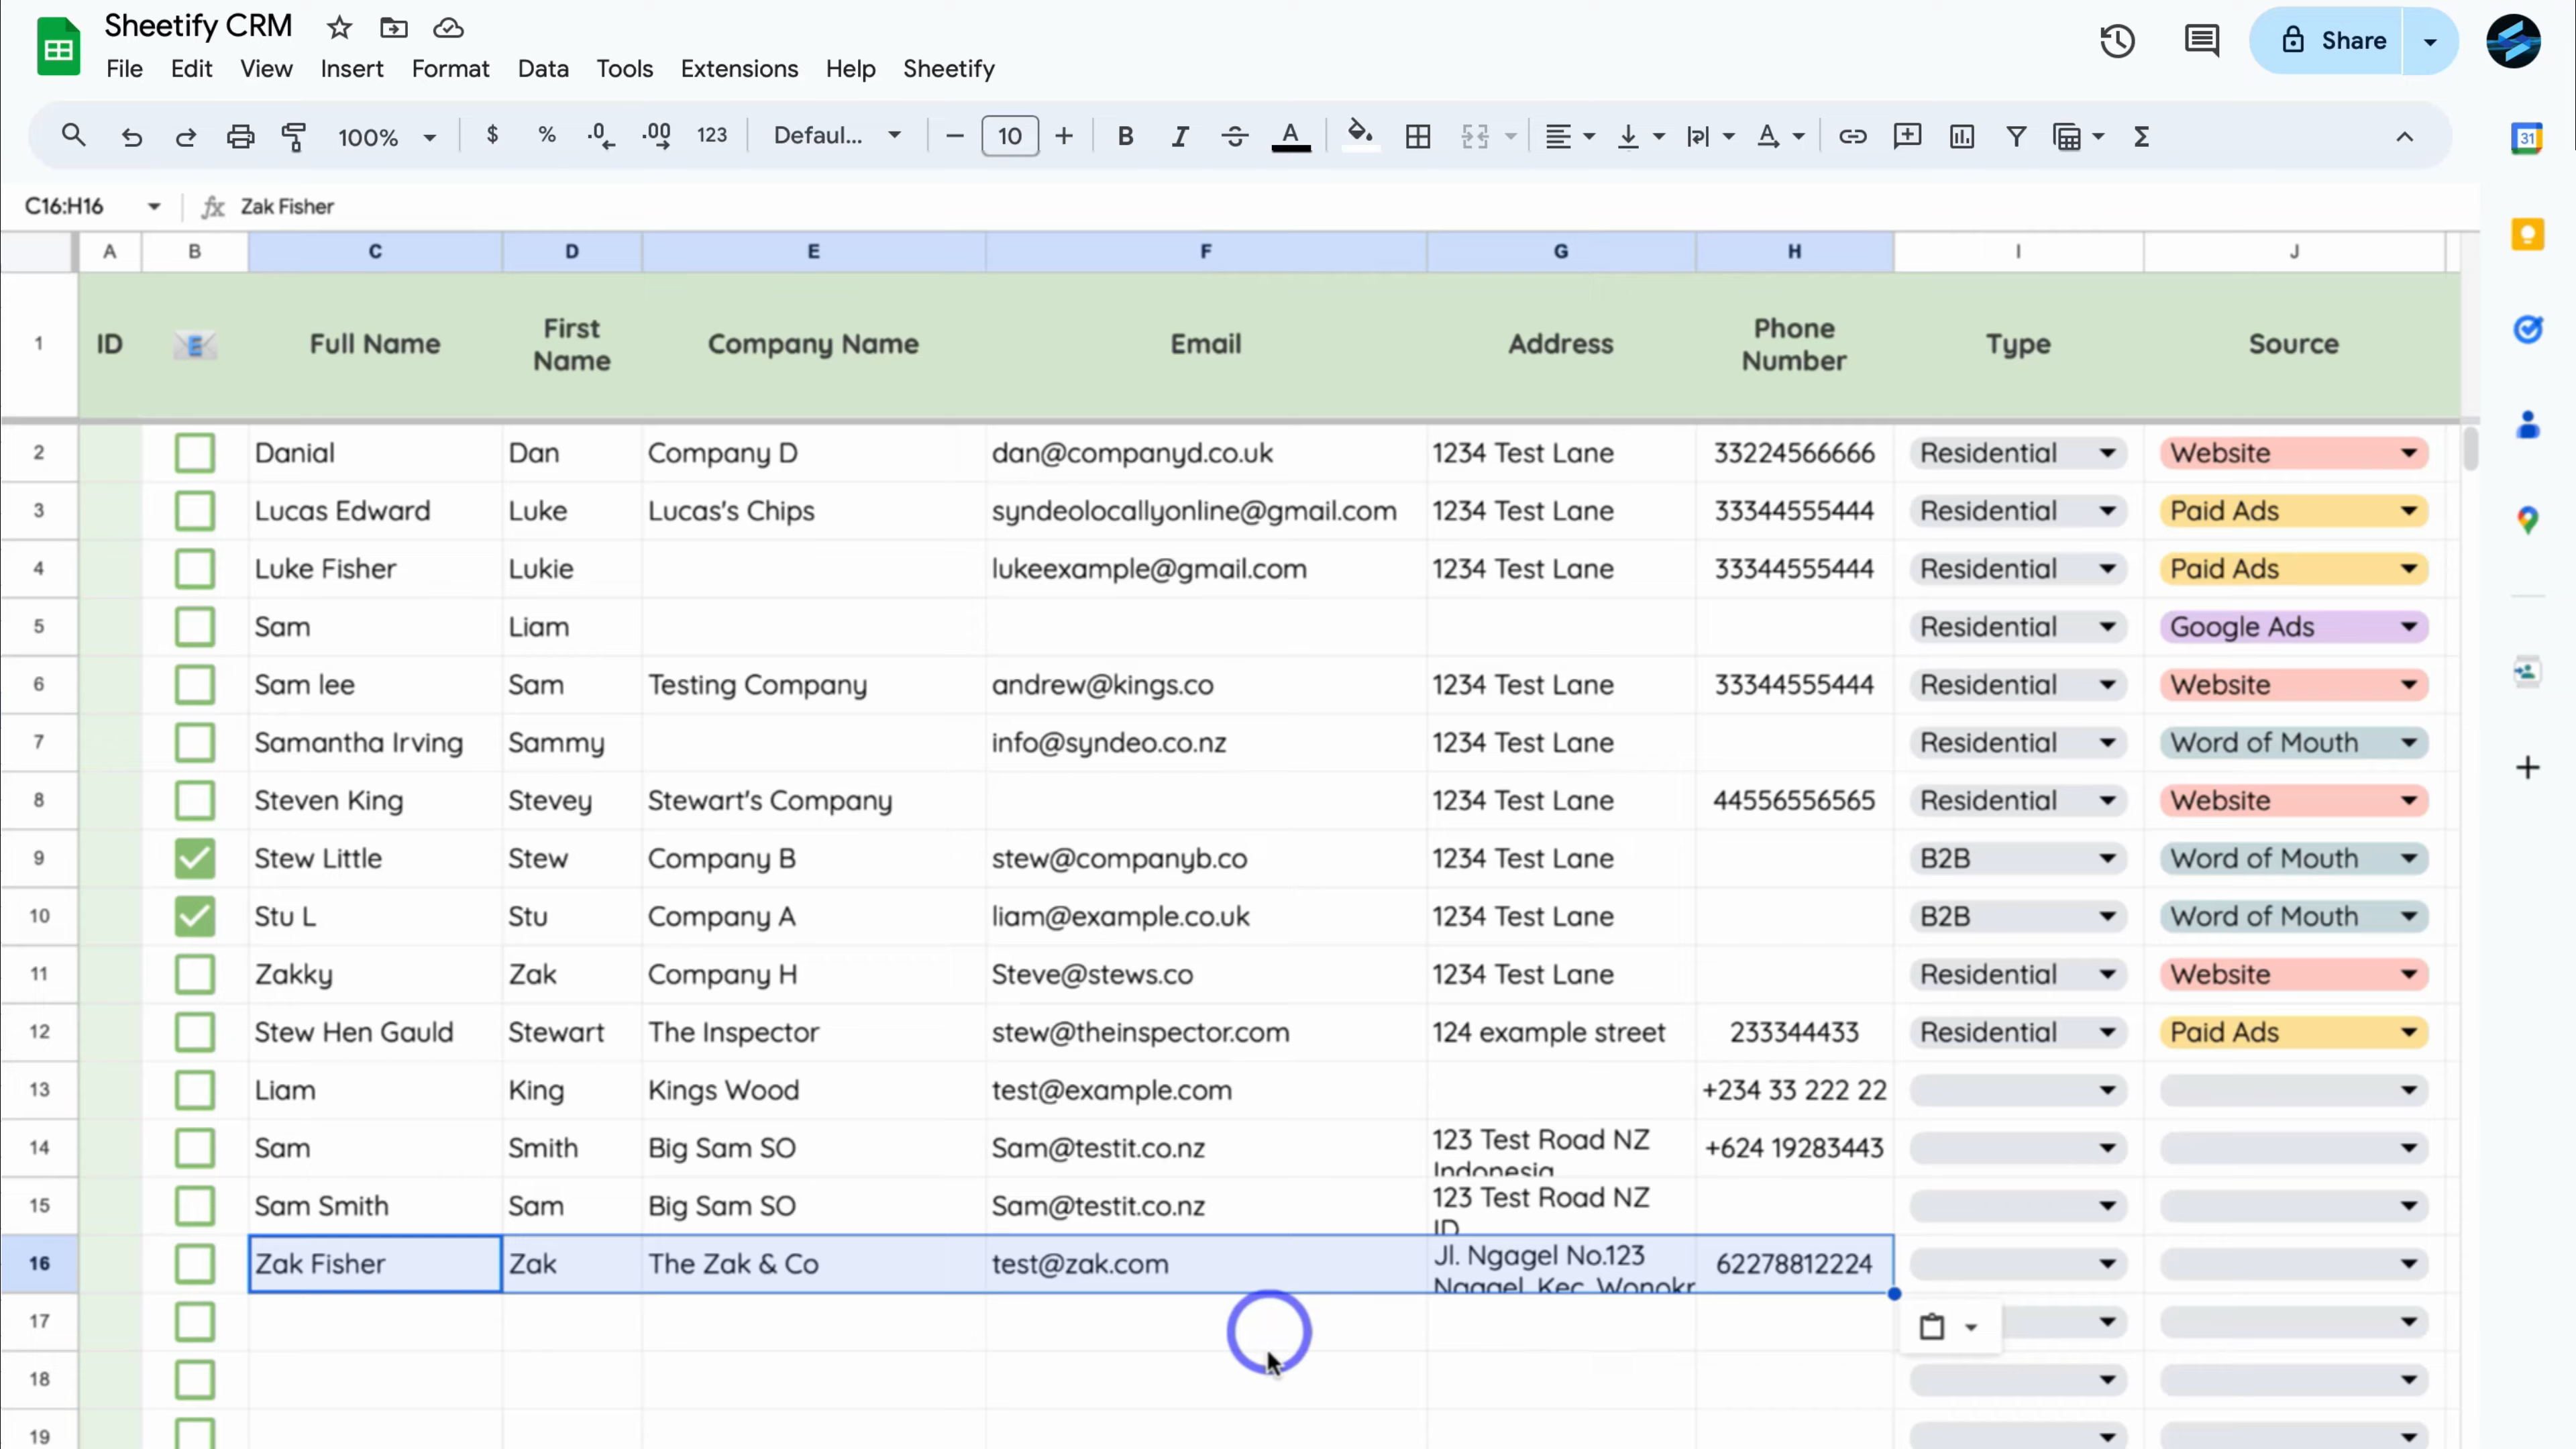 Sheetify CRM
File Edit View Insert Format Data Tools Extensions Help Sheetify
Share
100% $ % .0 .00 123 Defaul... 10 B I A A
31
C16:H16 fx Zak Fisher
A B C D E F G H I J
1 ID E Full Name First Name Company Name Email Address Phone Number Type Source
2 Danial Dan Company D dan@companyd.co.uk 1234 Test Lane 33224566666 Residential Website
3 Lucas Edward Luke Lucas's Chips syndeolocallyonline@gmail.com 1234 Test Lane 33344555444 Residential Paid Ads
4 Luke Fisher Lukie lukeexample@gmail.com 1234 Test Lane 33344555444 Residential Paid Ads
5 Sam Liam Residential Google Ads
6 Sam lee Sam Testing Company andrew@kings.co 1234 Test Lane 33344555444 Residential Website
7 Samantha Irving Sammy info@syndeo.co.nz 1234 Test Lane Residential Word of Mouth
8 Steven King Stevey Stewart's Company 1234 Test Lane 44556556565 Residential Website
9 Stew Little Stew Company B stew@companyb.co 1234 Test Lane B2B Word of Mouth
10 Stu L Stu Company A liam@example.co.uk 1234 Test Lane B2B Word of Mouth
11 Zakky Zak Company H Steve@stews.co 1234 Test Lane Residential Website
12 Stew Hen Gauld Stewart The Inspector stew@theinspector.com 124 example street 233344433 Residential Paid Ads
13 Liam King Kings Wood test@example.com +234 33 222 22
14 Sam Smith Big Sam SO Sam@testit.co.nz 123 Test Road NZ Indonesia +624 19283443
15 Sam Smith Sam Big Sam SO Sam@testit.co.nz 123 Test Road NZ ID
16 Zak Fisher Zak The Zak & Co test@zak.com Jl. Ngagel No.123 Ngagel, Kec. Wonokr 62278812224
17
18
19